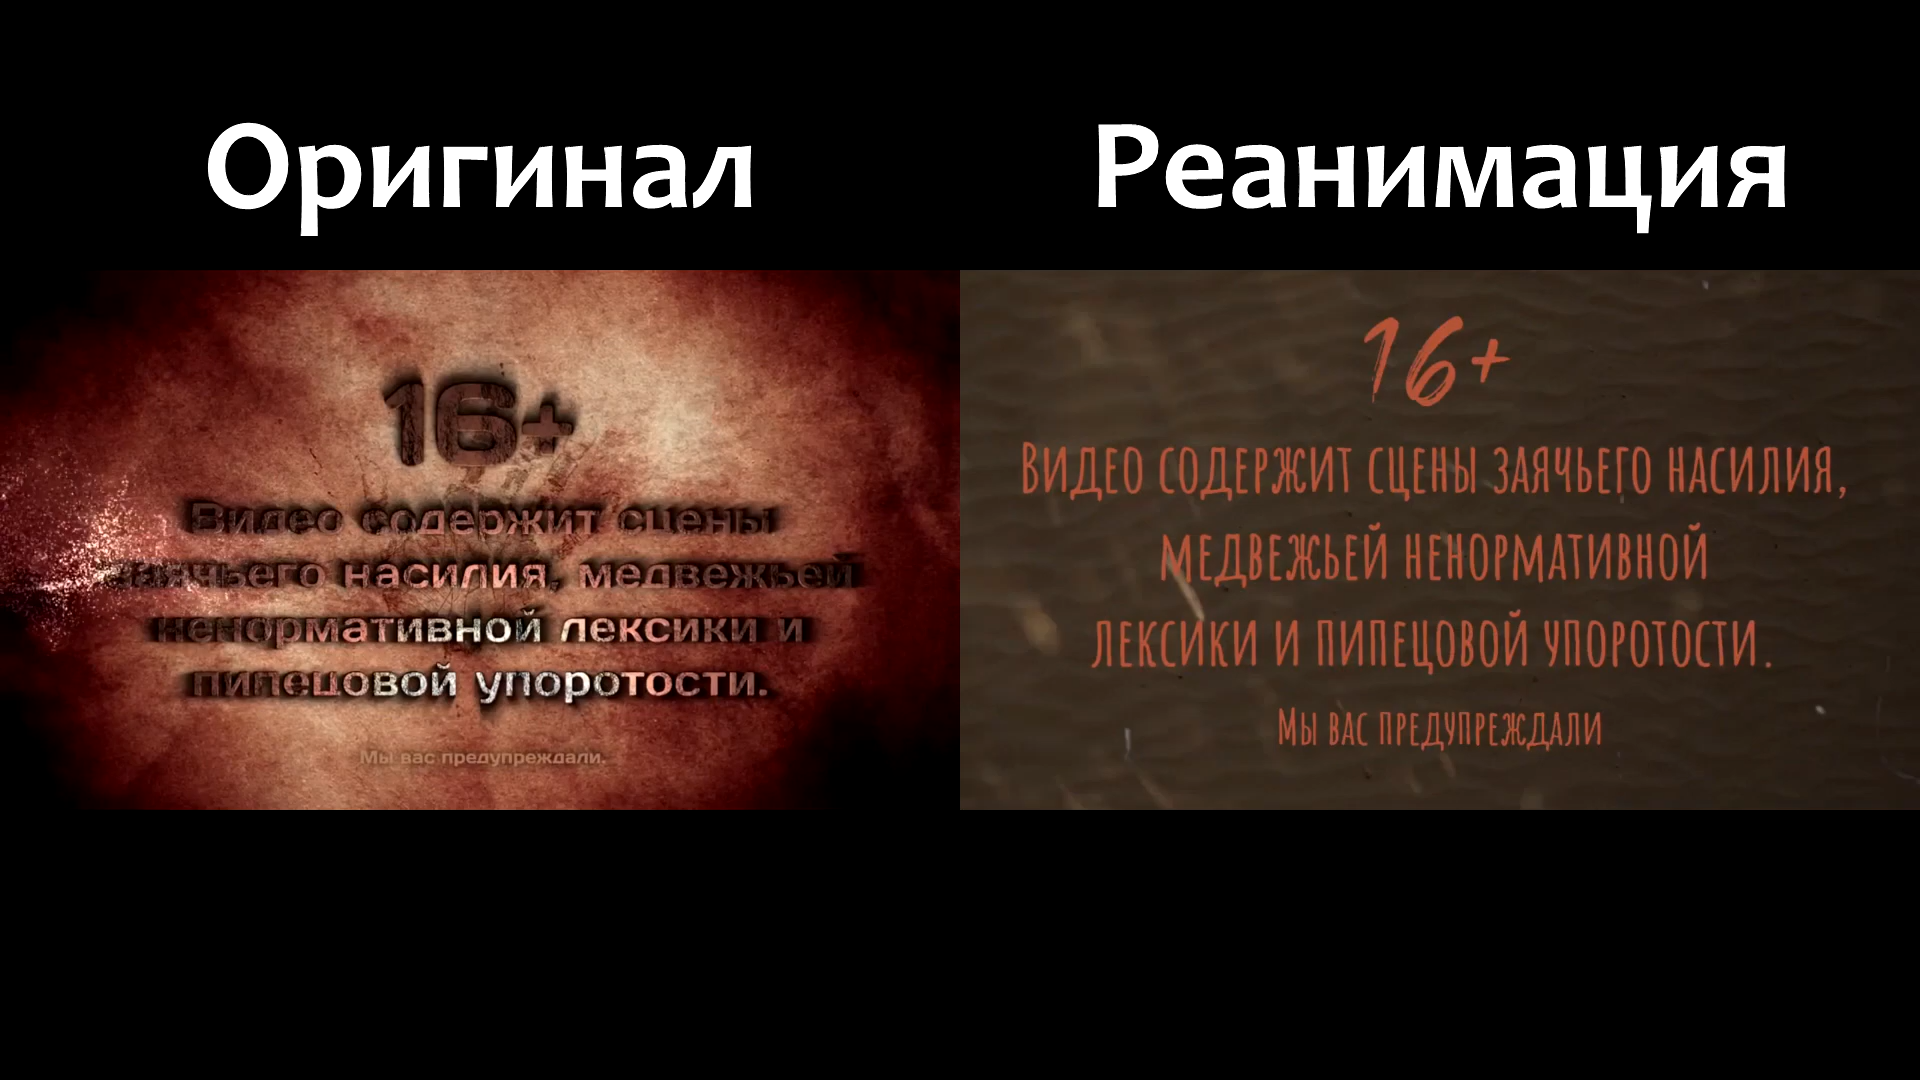 Оригинал
Реанимация
16+
Видео содержит сцены
заячьего насилия, медвежьей
ненормативной лексики и
пипецовой упоротости.
Мы вас предупреждали.
16+
Видео содержит сцены заячьего насилия,
медвежьей ненормативной
лексики и пипецовой упоротости.
Мы вас предупреждали